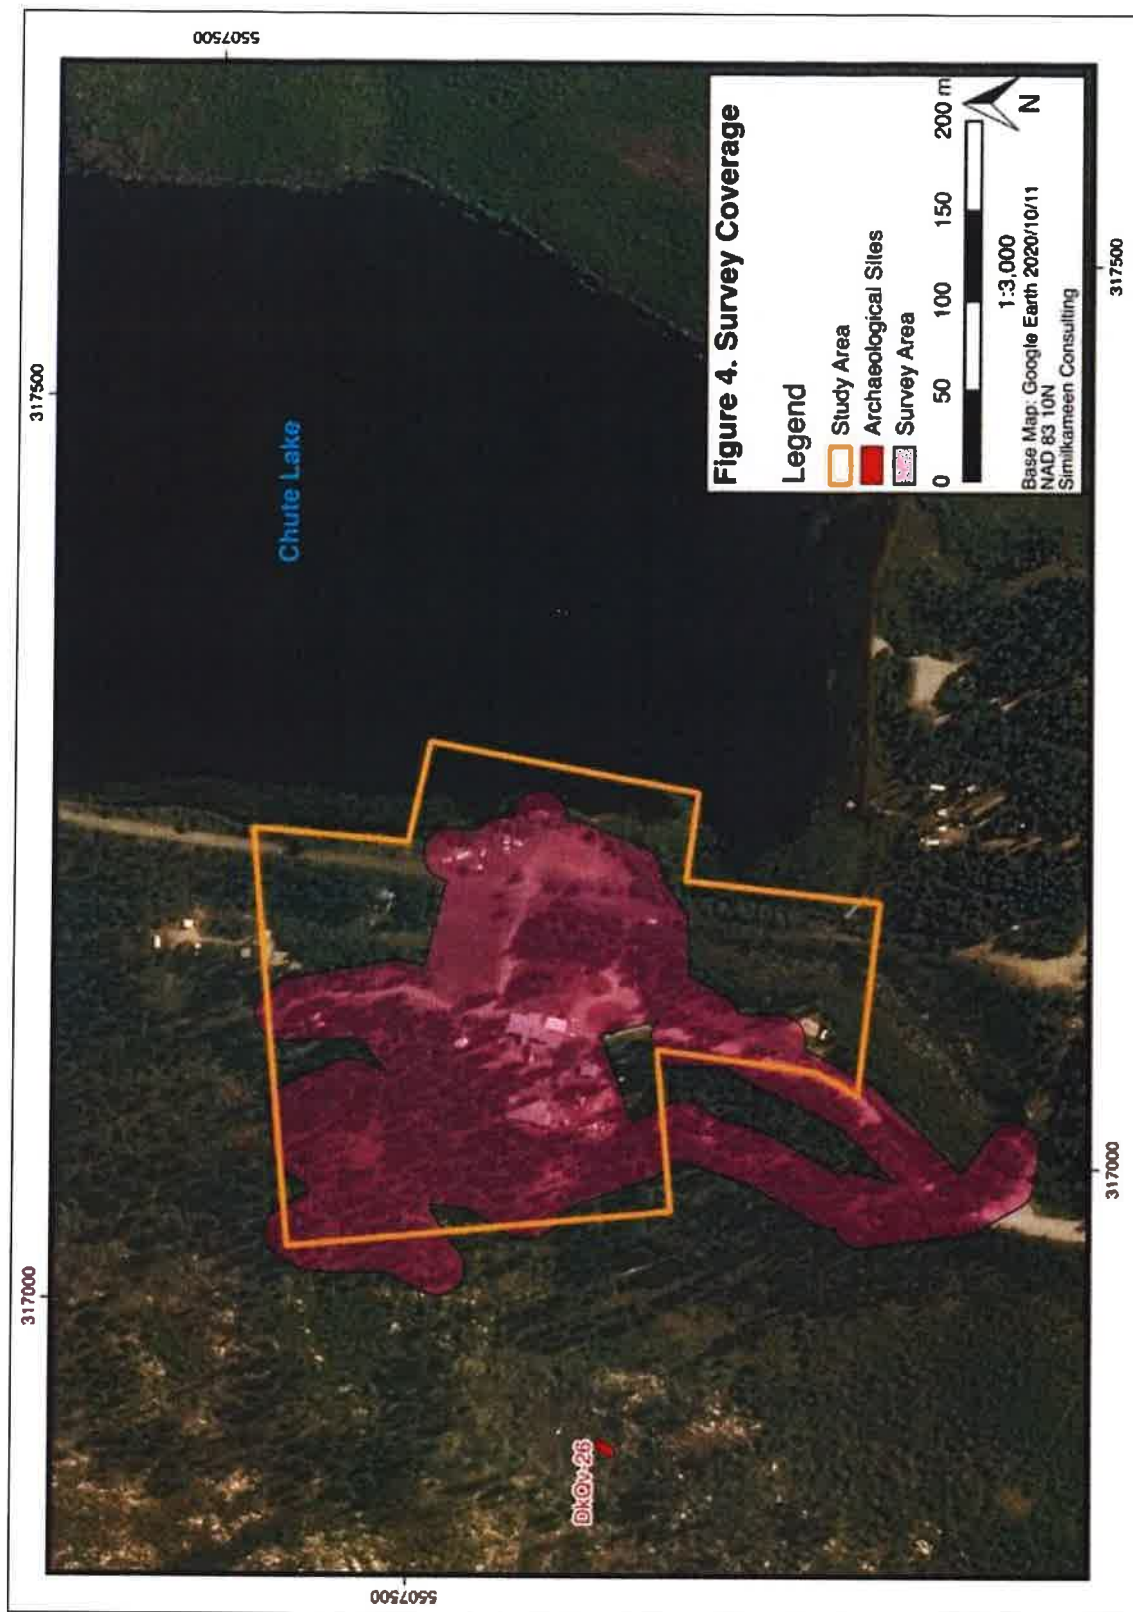 5507500
317500
317000
Chute Lake
DkQv-26
Figure 4. Survey Coverage
Legend
Study Area
Archaeological Sites
Survey Area
0 50 100 150 200 m
1:3,000
N
Base Map: Google Earth 2020/10/11
NAD 83 10N
Similkameen Consulting
317500
317000
5507500